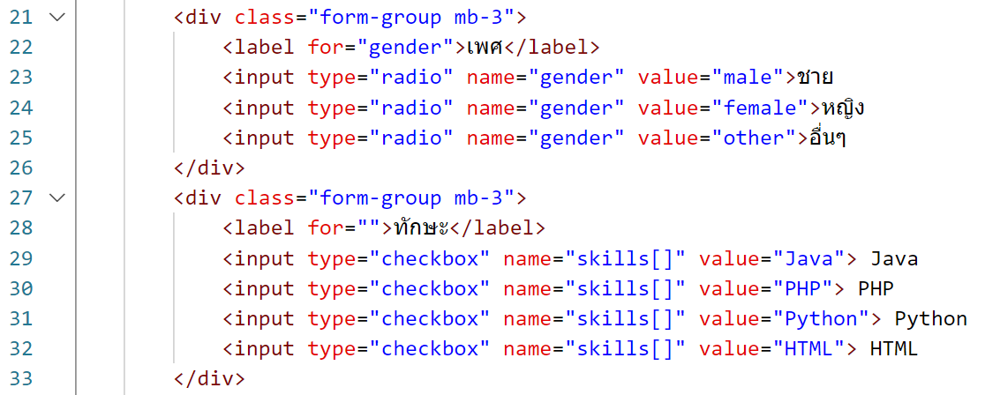 21 <div class="form-group mb-3">
22 <label for="gender">เพศ</label>
23 <input type="radio" name="gender" value="male">ชาย
24 <input type="radio" name="gender" value="female">หญิง
25 <input type="radio" name="gender" value="other">อื่นๆ
26 </div>
27 <div class="form-group mb-3">
28 <label for="">ทักษะ</label>
29 <input type="checkbox" name="skills[]" value="Java"> Java
30 <input type="checkbox" name="skills[]" value="PHP"> PHP
31 <input type="checkbox" name="skills[]" value="Python"> Python
32 <input type="checkbox" name="skills[]" value="HTML"> HTML
33 </div>